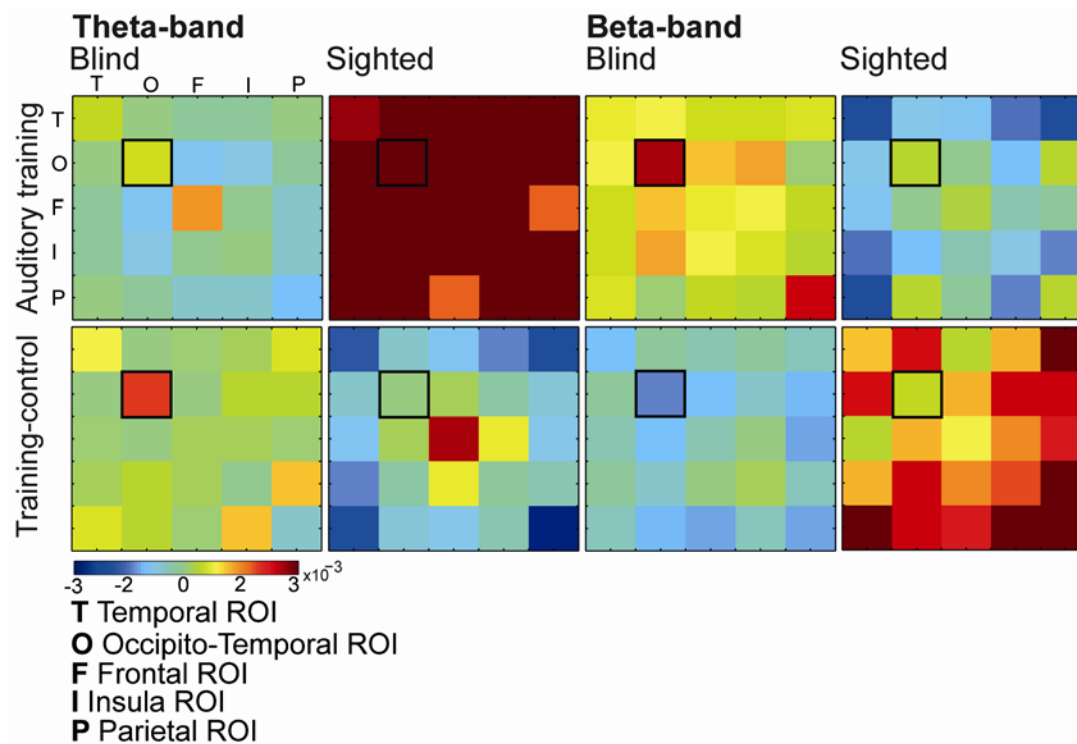 Theta-band Beta-band
Blind Sighted Blind Sighted
T O F I P
Auditory training
T
O
F
I
P
Training-control
-3 -2 0 2 3 x10-3
T Temporal ROI
O Occipito-Temporal ROI
F Frontal ROI
I Insula ROI
P Parietal ROI